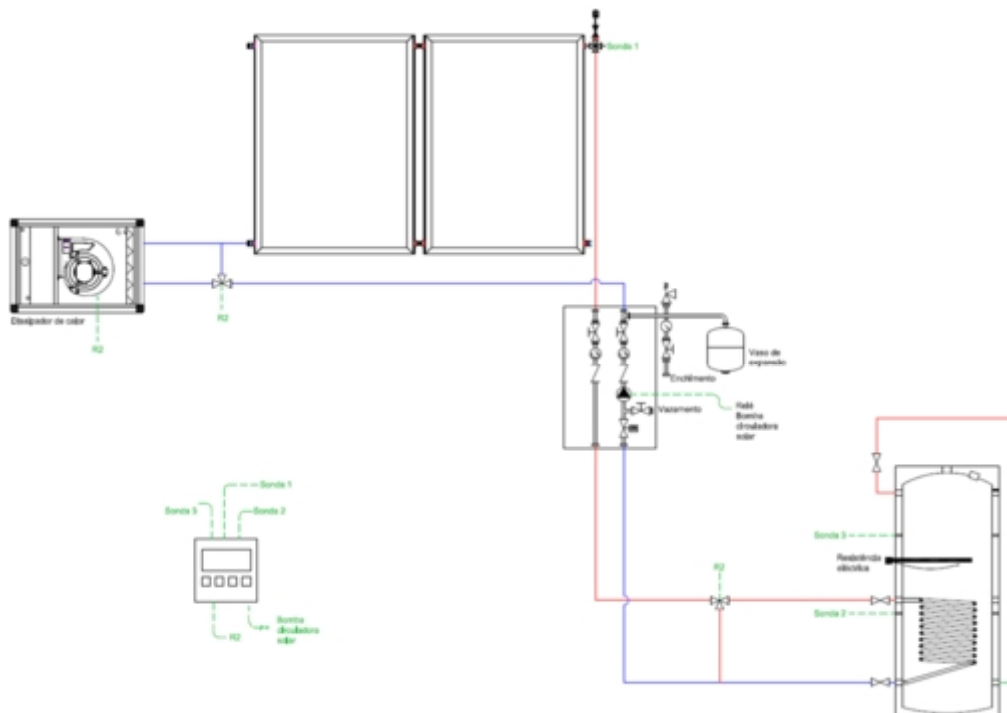 Sonda 1
Dissipador de calor
R2
R2
Vaso de
expansão
Enchimento
Vazamento
Relé
Bomba
circuladora
solar
Sonda 1
Sonda 3
Sonda 2
R2
Bomba
circuladora
solar
Sonda 3
Resistência
eléctrica
R2
Sonda 2